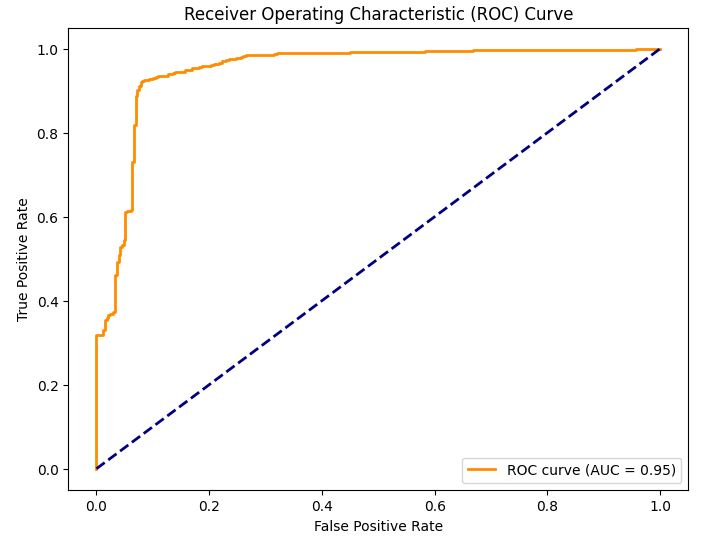 Receiver Operating Characteristic (ROC) Curve
True Positive Rate
1.0
0.8
0.6
0.4
0.2
0.0
ROC curve (AUC = 0.95)
0.0 0.2 0.4 0.6 0.8 1.0
False Positive Rate